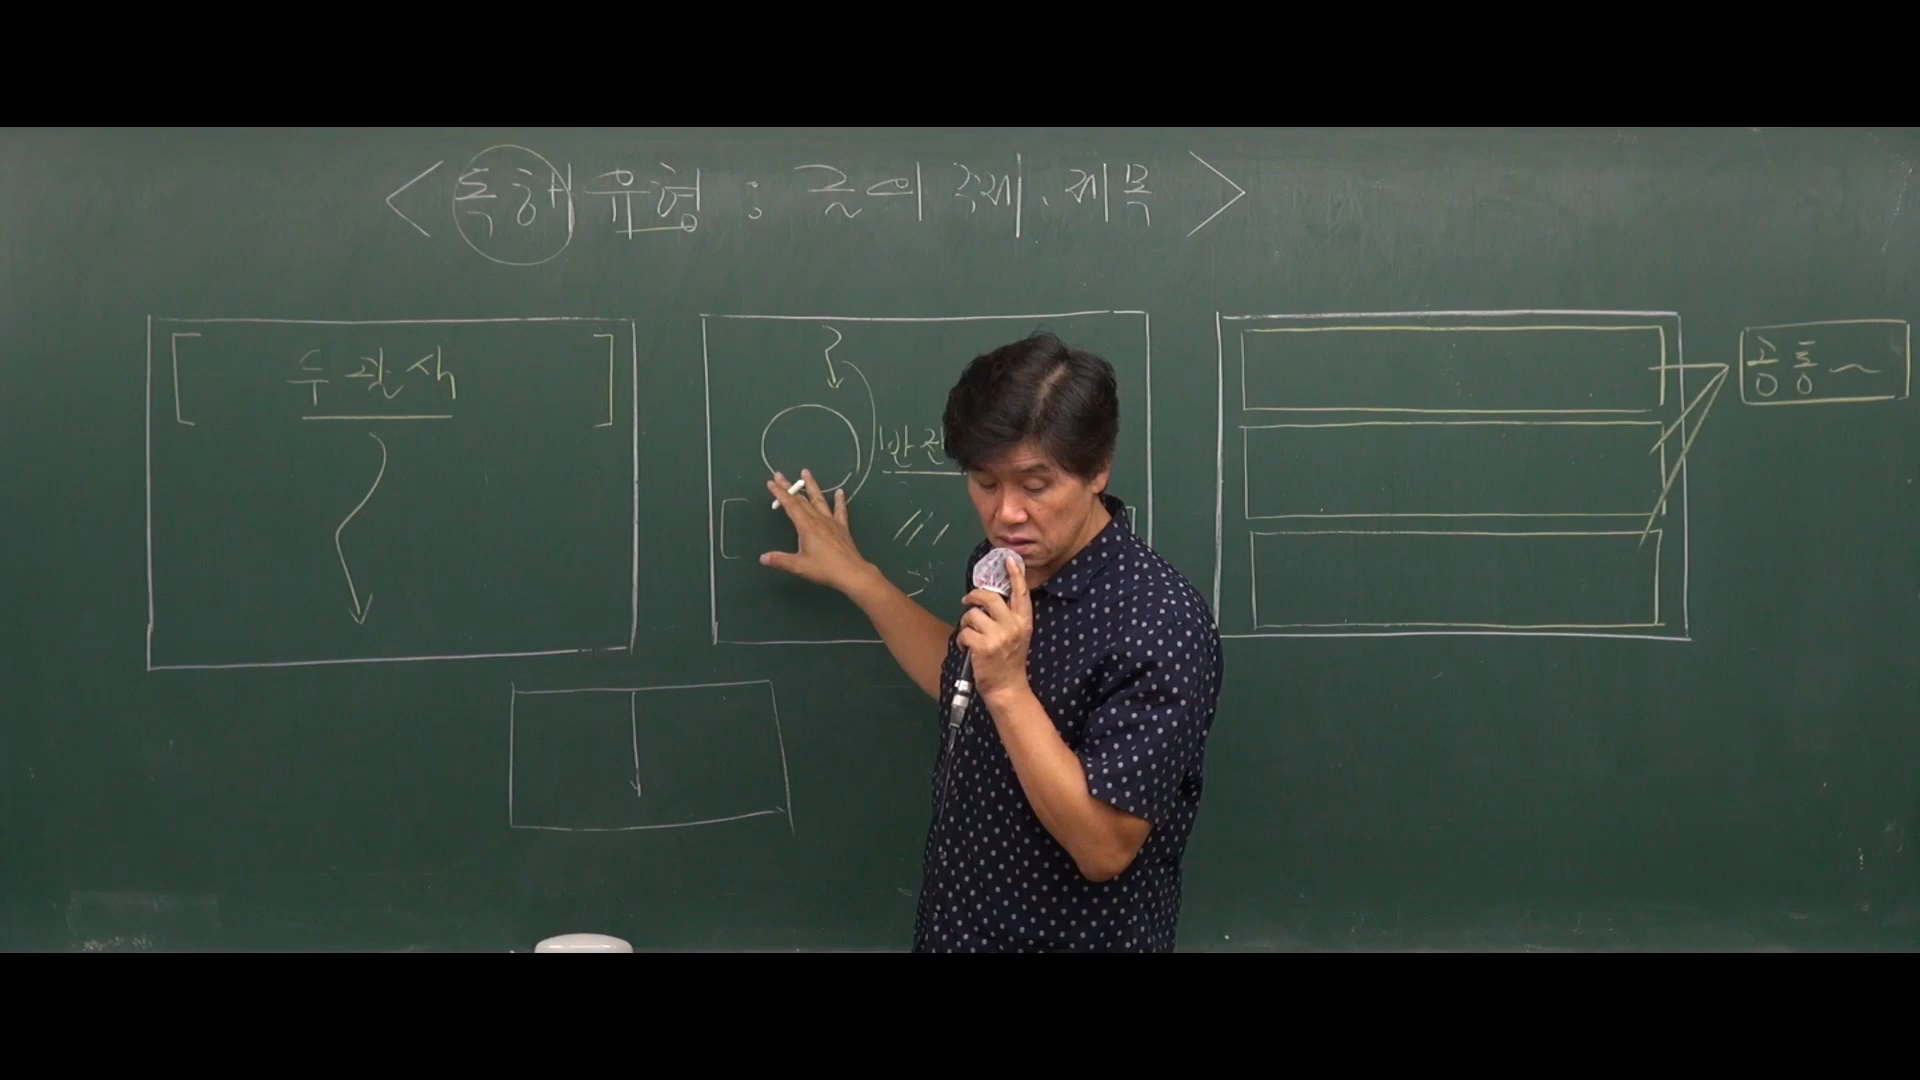 < 독해 유형 : 글의 주제. 제목 >
두괄식
반전
공통~